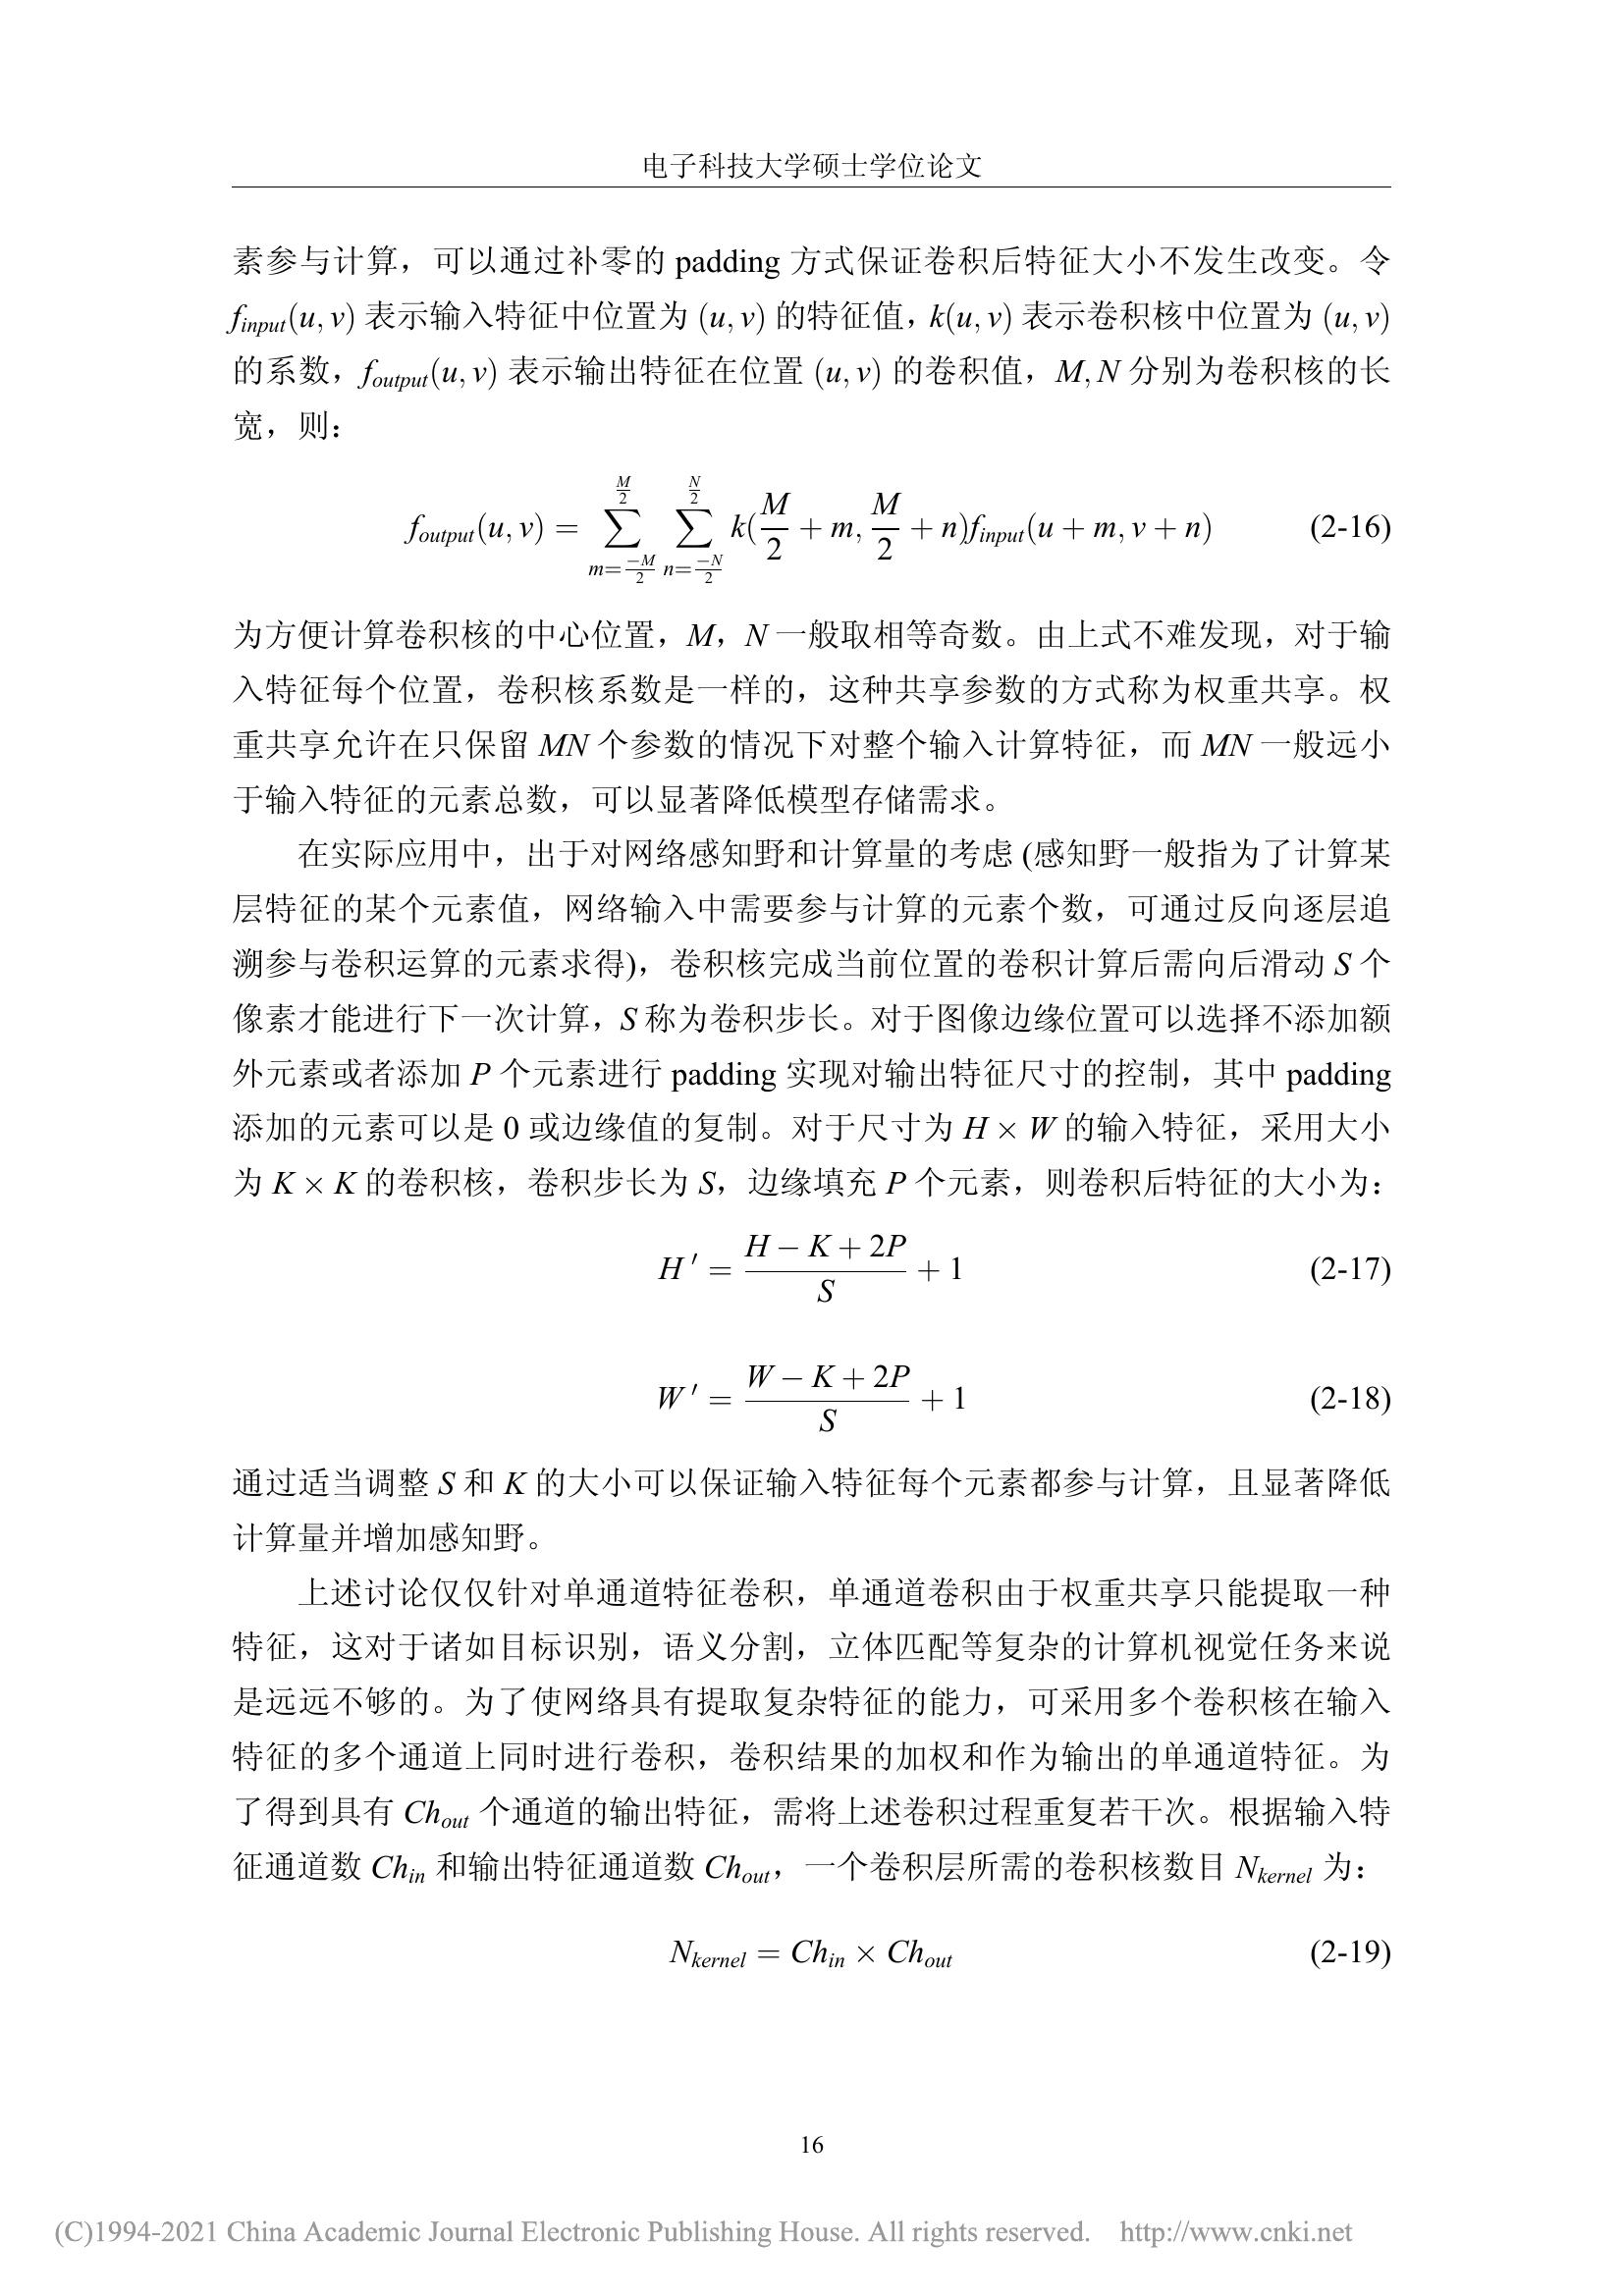 电子科技大学硕士学位论文
素参与计算，可以通过补零的 padding 方式保证卷积后特征大小不发生改变。令
f_{input}(u, v) 表示输入特征中位置为 (u, v) 的特征值，k(u, v) 表示卷积核中位置为 (u, v)
的系数，f_{output}(u, v) 表示输出特征在位置 (u, v) 的卷积值，M, N 分别为卷积核的长
宽，则：
f_{output}(u, v) = \sum_{m=\frac{-M}{2}}^{\frac{M}{2}} \sum_{n=\frac{-N}{2}}^{\frac{N}{2}} k(\frac{M}{2} + m, \frac{M}{2} + n) f_{input}(u + m, v + n) (2-16)
为方便计算卷积核的中心位置，M，N 一般取相等奇数。由上式不难发现，对于输
入特征每个位置，卷积核系数是一样的，这种共享参数的方式称为权重共享。权
重共享允许在只保留 MN 个参数的情况下对整个输入计算特征，而 MN 一般远小
于输入特征的元素总数，可以显著降低模型存储需求。
在实际应用中，出于对网络感知野和计算量的考虑 (感知野一般指为了计算某
层特征的某个元素值，网络输入中需要参与计算的元素个数，可通过反向逐层追
溯参与卷积运算的元素求得)，卷积核完成当前位置的卷积计算后需向后滑动 S 个
像素才能进行下一次计算，S 称为卷积步长。对于图像边缘位置可以选择不添加额
外元素或者添加 P 个元素进行 padding 实现对输出特征尺寸的控制，其中 padding
添加的元素可以是 0 或边缘值的复制。对于尺寸为 H × W 的输入特征，采用大小
为 K × K 的卷积核，卷积步长为 S，边缘填充 P 个元素，则卷积后特征的大小为：
H' = \frac{H − K + 2P}{S} + 1 (2-17)
W' = \frac{W − K + 2P}{S} + 1 (2-18)
通过适当调整 S 和 K 的大小可以保证输入特征每个元素都参与计算，且显著降低
计算量并增加感知野。
上述讨论仅仅针对单通道特征卷积，单通道卷积由于权重共享只能提取一种
特征，这对于诸如目标识别，语义分割，立体匹配等复杂的计算机视觉任务来说
是远远不够的。为了使网络具有提取复杂特征的能力，可采用多个卷积核在输入
特征的多个通道上同时进行卷积，卷积结果的加权和作为输出的单通道特征。为
了得到具有 Ch_{out} 个通道的输出特征，需将上述卷积过程重复若干次。根据输入特
征通道数 Ch_{in} 和输出特征通道数 Ch_{out}，一个卷积层所需的卷积核数目 N_{kernel} 为：
N_{kernel} = Ch_{in} × Ch_{out} (2-19)
16
(C)1994-2021 China Academic Journal Electronic Publishing House. All rights reserved. http://www.cnki.net